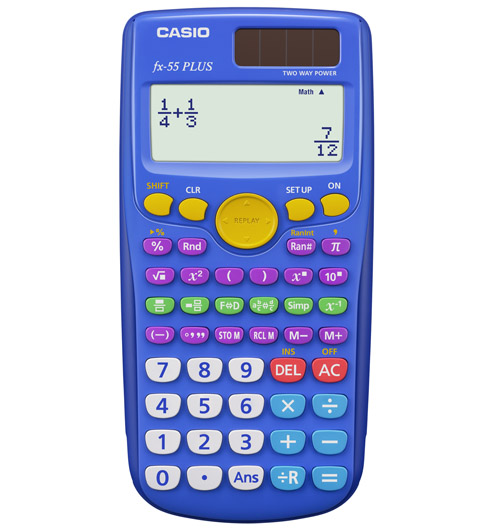 CASIO
fx-55 PLUS
TWO WAY POWER
Math ▲
1/4+1/3
7/12
SHIFT CLR SET UP ON
REPLAY
▸% RanInt
% Rnd Ran# π
√■ x² ( ) x■ 10■
F⇔D a b/c⇔d/c Simp x⁻¹
(−) °,,, STO M RCL M M− M+
INS OFF
7 8 9 DEL AC
4 5 6 × ÷
1 2 3 + −
0 • Ans ÷R =